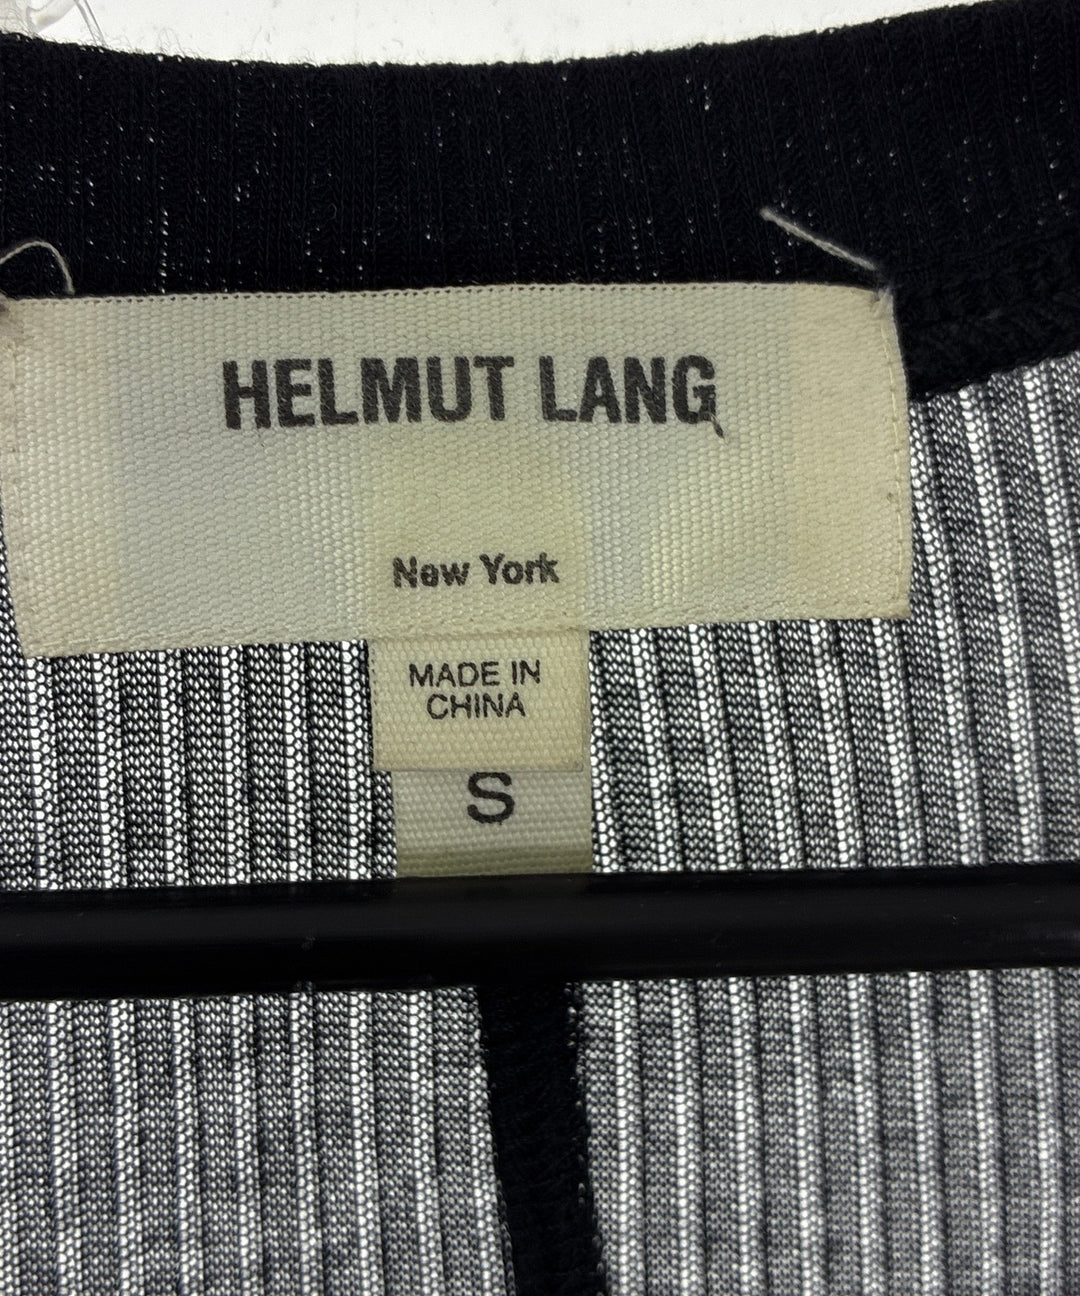 HELMUT LANG
New York
MADE IN
CHINA
S